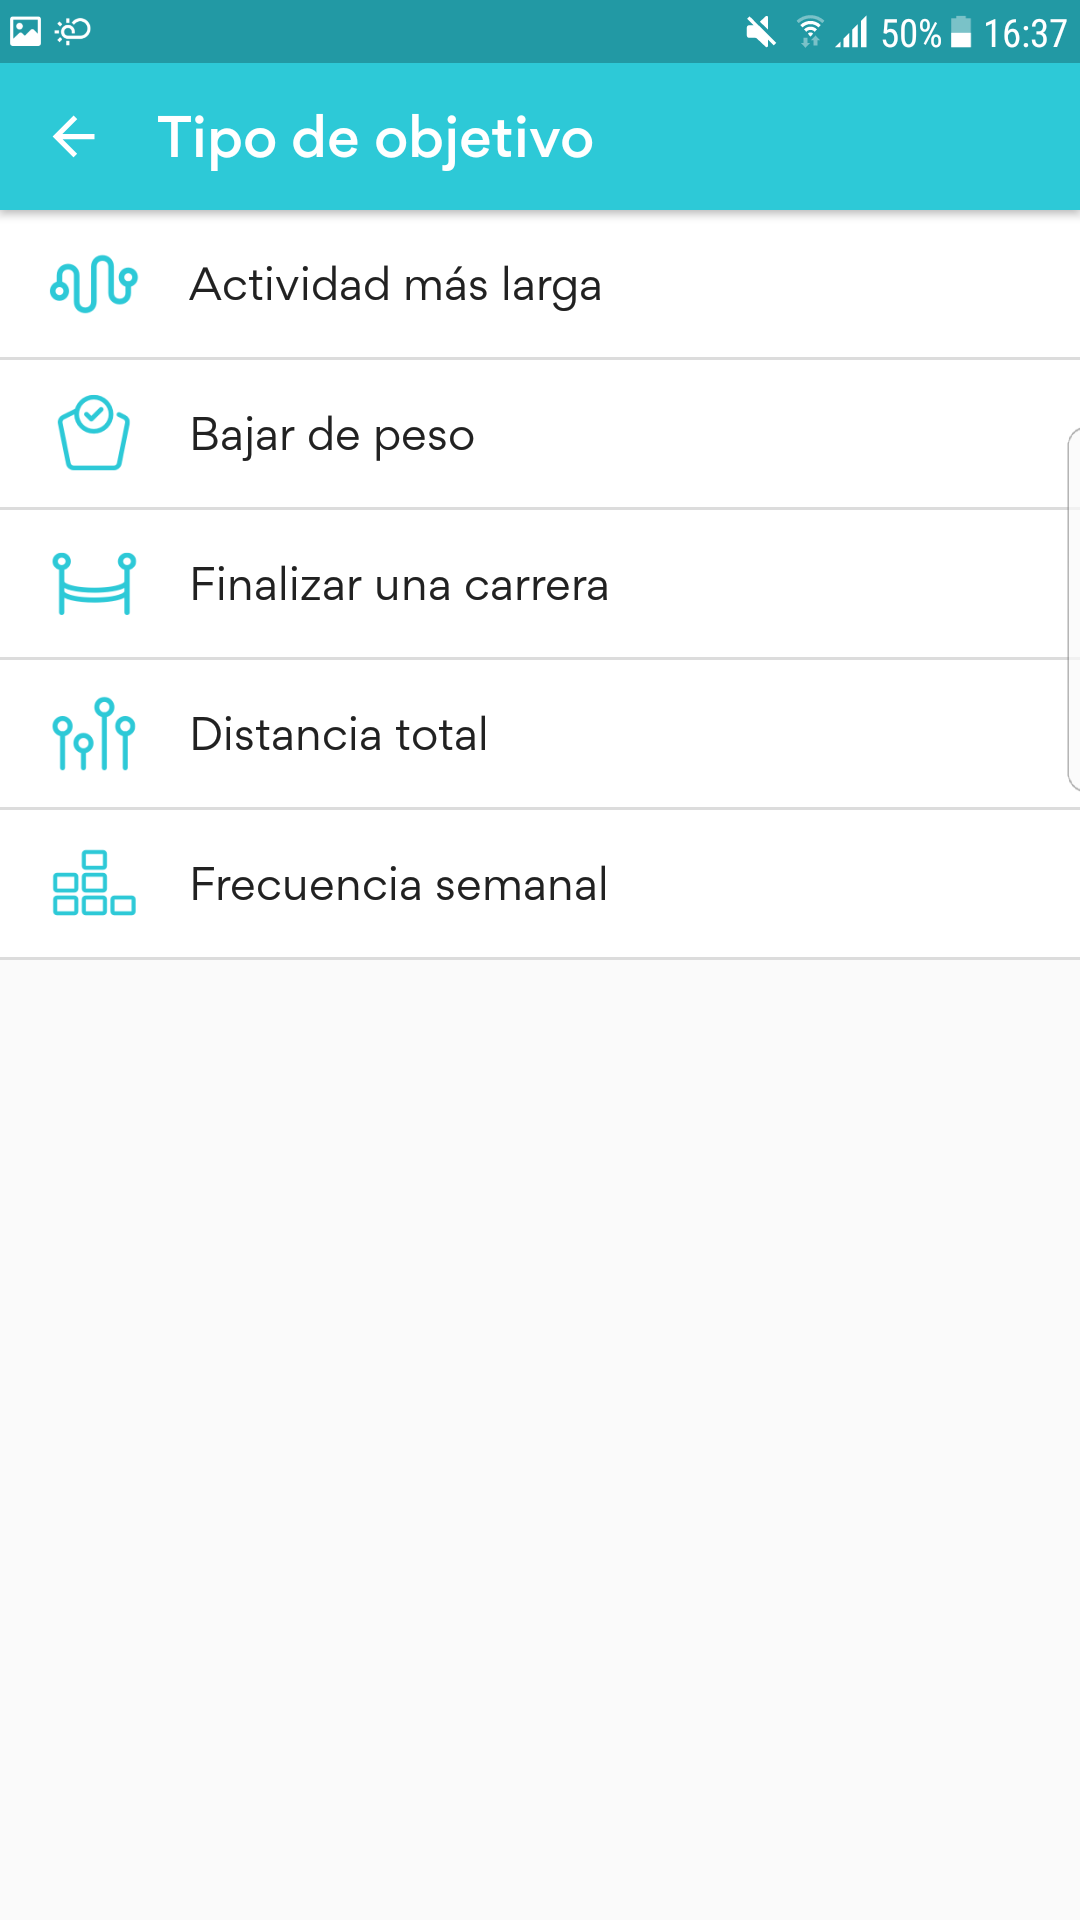 50% 16:37
Tipo de objetivo
Actividad más larga
Bajar de peso
Finalizar una carrera
Distancia total
Frecuencia semanal